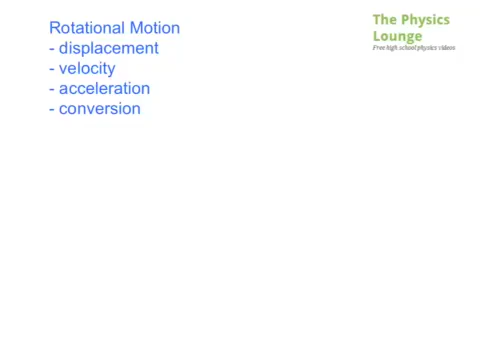 Rotational Motion
- displacement
- velocity
- acceleration
- conversion
The Physics
Lounge
Free high school physics videos